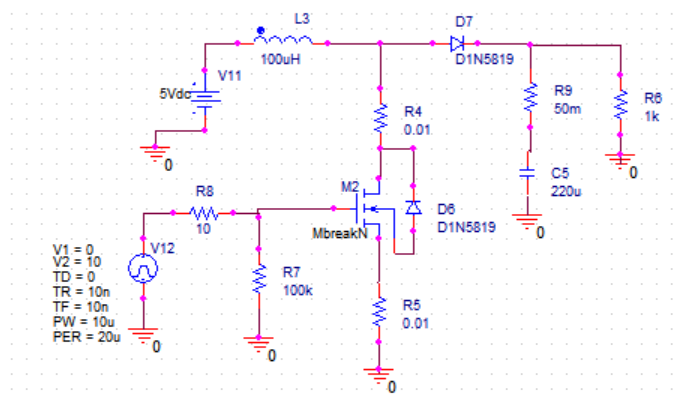 L3
100uH
D7
D1N5819
V11
5Vdc
0
R4
0.01
R9
50m
R6
1k
0
C5
220u
0
M2
MbreakN
D6
D1N5819
R8
10
V1 = 0
V2 = 10
TD = 0
TR = 10n
TF = 10n
PW = 10u
PER = 20u
V12
0
R7
100k
0
R5
0.01
0